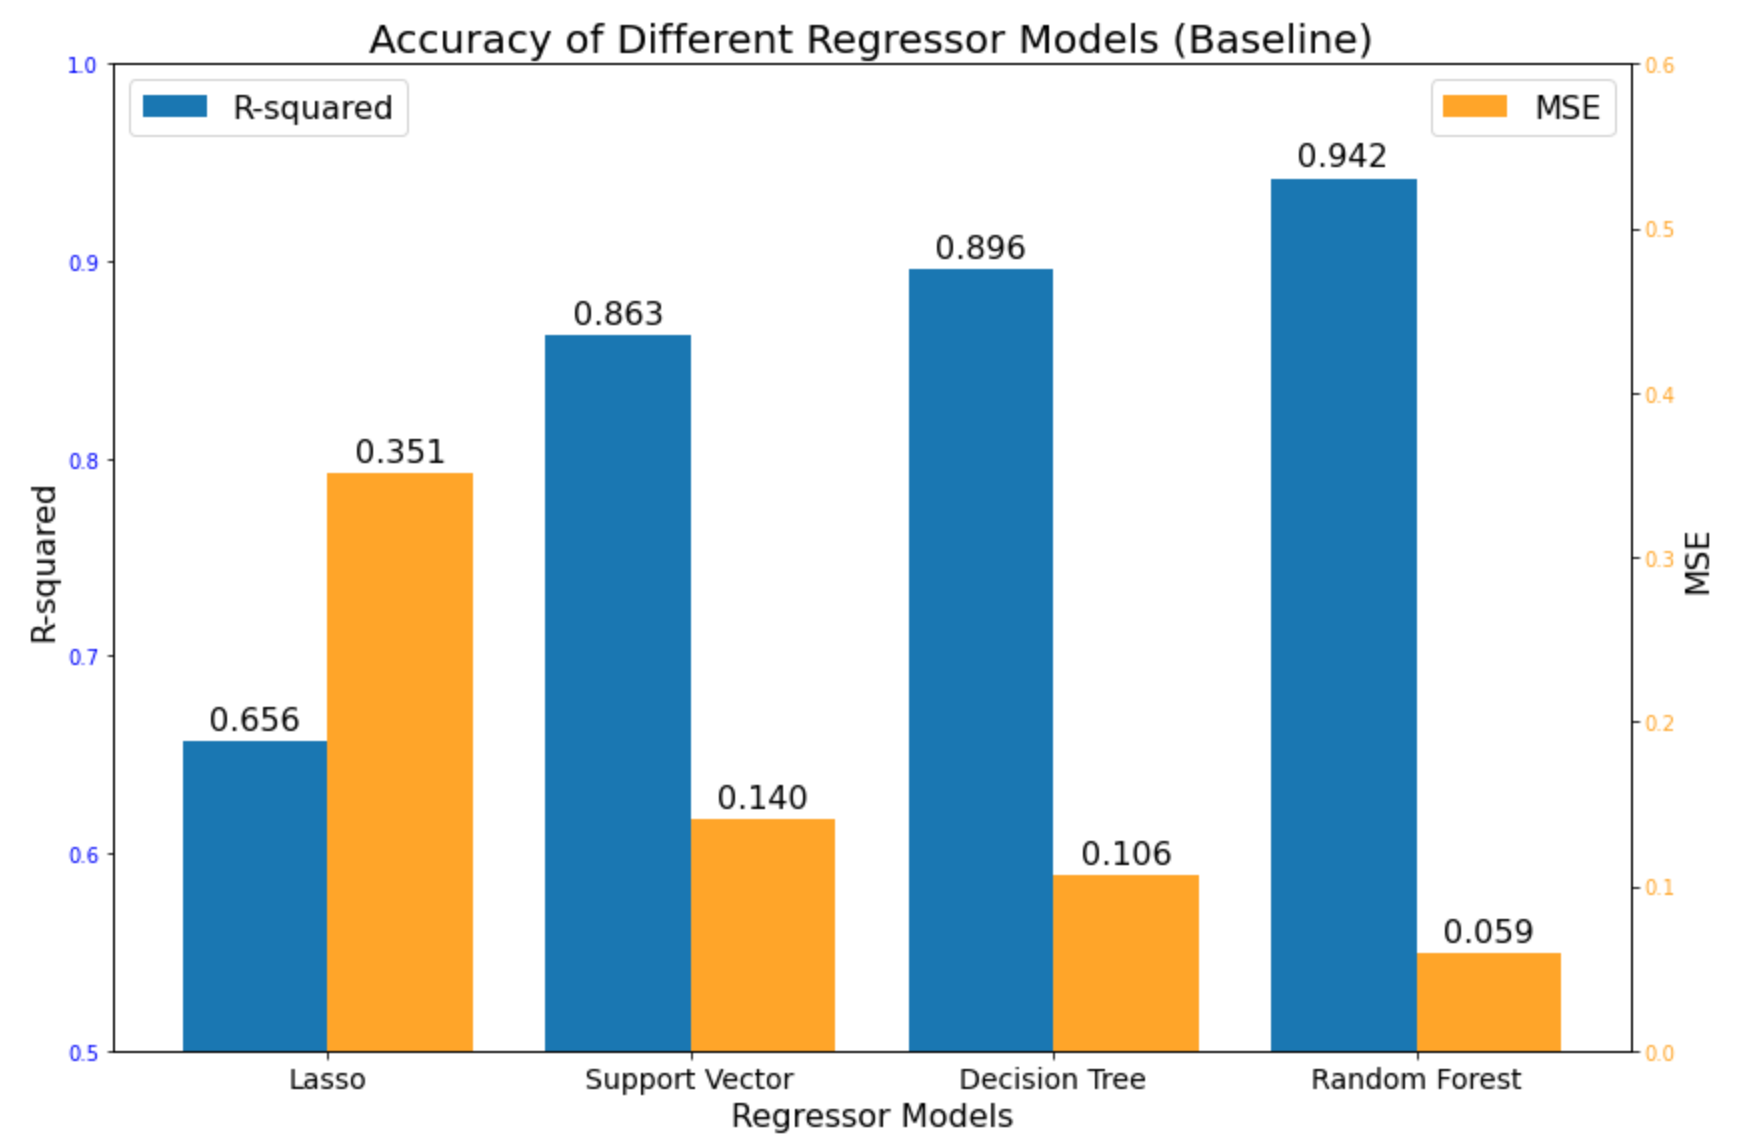 Accuracy of Different Regressor Models (Baseline)
R-squared
MSE
1.0
0.9
0.8
0.7
0.6
0.5
R-squared
0.6
0.5
0.4
0.3
0.2
0.1
0.0
MSE
0.656
0.351
0.863
0.140
0.896
0.106
0.942
0.059
Lasso
Support Vector
Decision Tree
Random Forest
Regressor Models